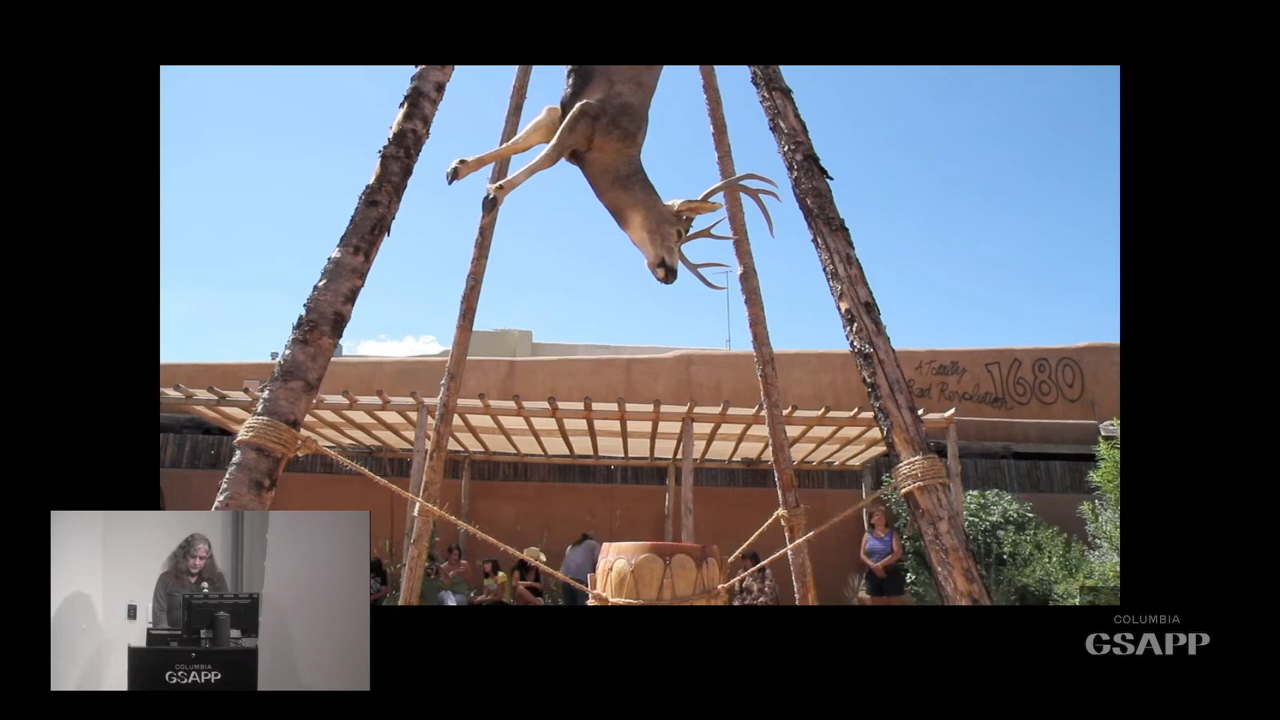 A Totally
Rad Revolution
1680
COLUMBIA
GSAPP
COLUMBIA
GSAPP